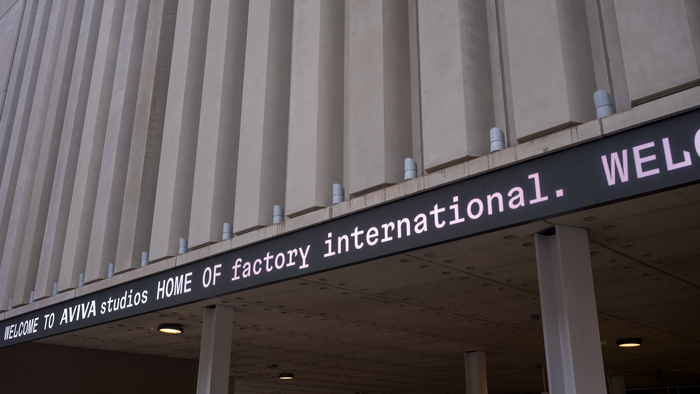 WELCOME TO AVIVA studios HOME OF factory international. WELC